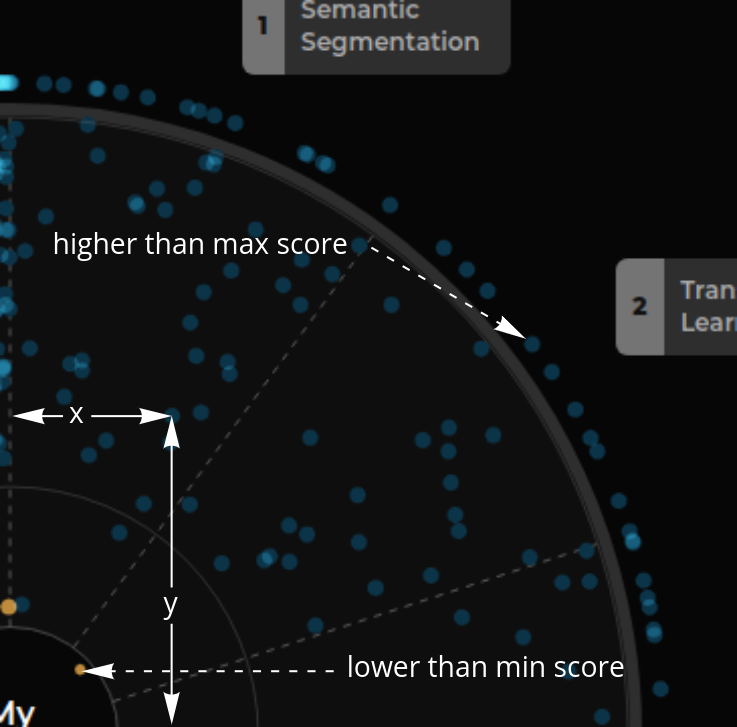 1
Semantic
Segmentation
higher than max score
2
Tran
Lear
x
y
lower than min score
My